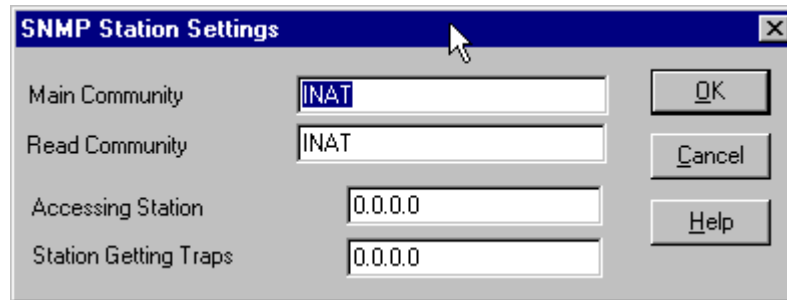 SNMP Station Settings
Main Community INAT
OK
Read Community INAT
Cancel
Accessing Station 0.0.0.0
Help
Station Getting Traps 0.0.0.0